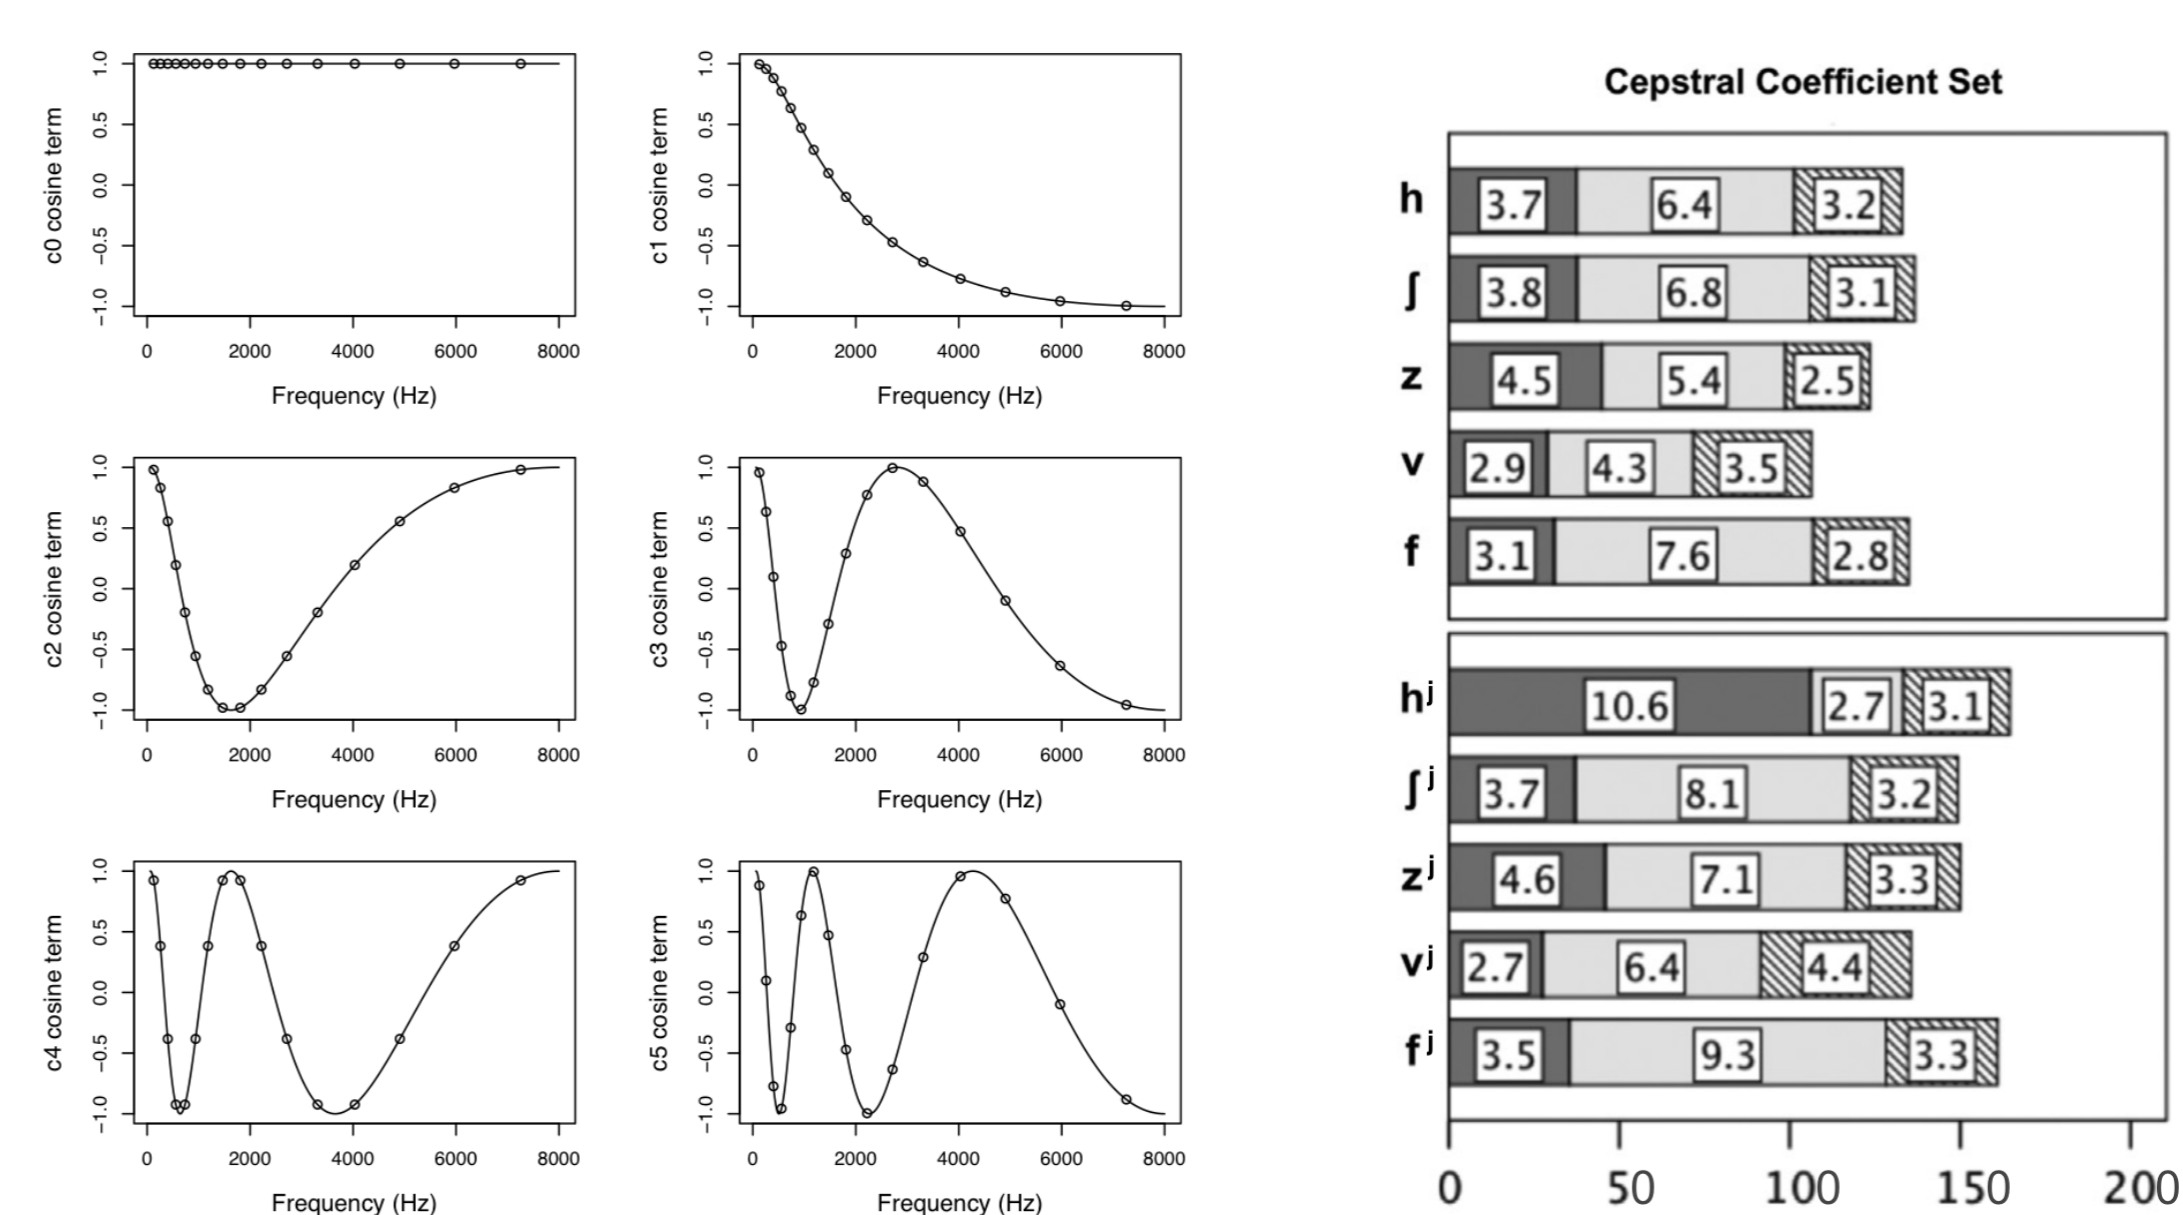 c0 cosine term
1.0
0.5
0.0
−0.5
−1.0
0 2000 4000 6000 8000
Frequency (Hz)
c1 cosine term
1.0
0.5
0.0
−0.5
−1.0
0 2000 4000 6000 8000
Frequency (Hz)
c2 cosine term
1.0
0.5
0.0
−0.5
−1.0
0 2000 4000 6000 8000
Frequency (Hz)
c3 cosine term
1.0
0.5
0.0
−0.5
−1.0
0 2000 4000 6000 8000
Frequency (Hz)
c4 cosine term
1.0
0.5
0.0
−0.5
−1.0
0 2000 4000 6000 8000
Frequency (Hz)
c5 cosine term
1.0
0.5
0.0
−0.5
−1.0
0 2000 4000 6000 8000
Frequency (Hz)
Cepstral Coefficient Set
h 3.7 6.4 3.2
ʃ 3.8 6.8 3.1
z 4.5 5.4 2.5
v 2.9 4.3 3.5
f 3.1 7.6 2.8
hʲ 10.6 2.7 3.1
ʃʲ 3.7 8.1 3.2
zʲ 4.6 7.1 3.3
vʲ 2.7 6.4 4.4
fʲ 3.5 9.3 3.3
0 50 100 150 200